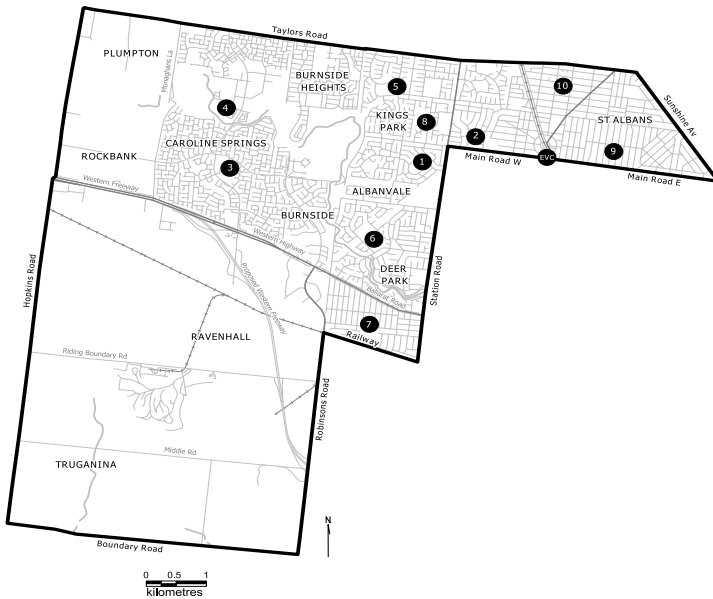 Taylors Road
PLUMPTON
Monaghans La
BURNSIDE
HEIGHTS
5
10
Sunshine Av
4
KINGS
PARK
8
ST ALBANS
2
CAROLINE SPRINGS
9
EVC
ROCKBANK
3
1
Main Road W
Main Road E
Western Freeway
ALBANVALE
BURNSIDE
6
Western Highway
Hopkins Road
DEER
PARK
Station Road
Proposed Western Freeway
Ballarat Road
7
RAVENHALL
Railway
Riding Boundary Rd
Robinsons Road
Middle Rd
TRUGANINA
Boundary Road
N
0 0.5 1
kilometres